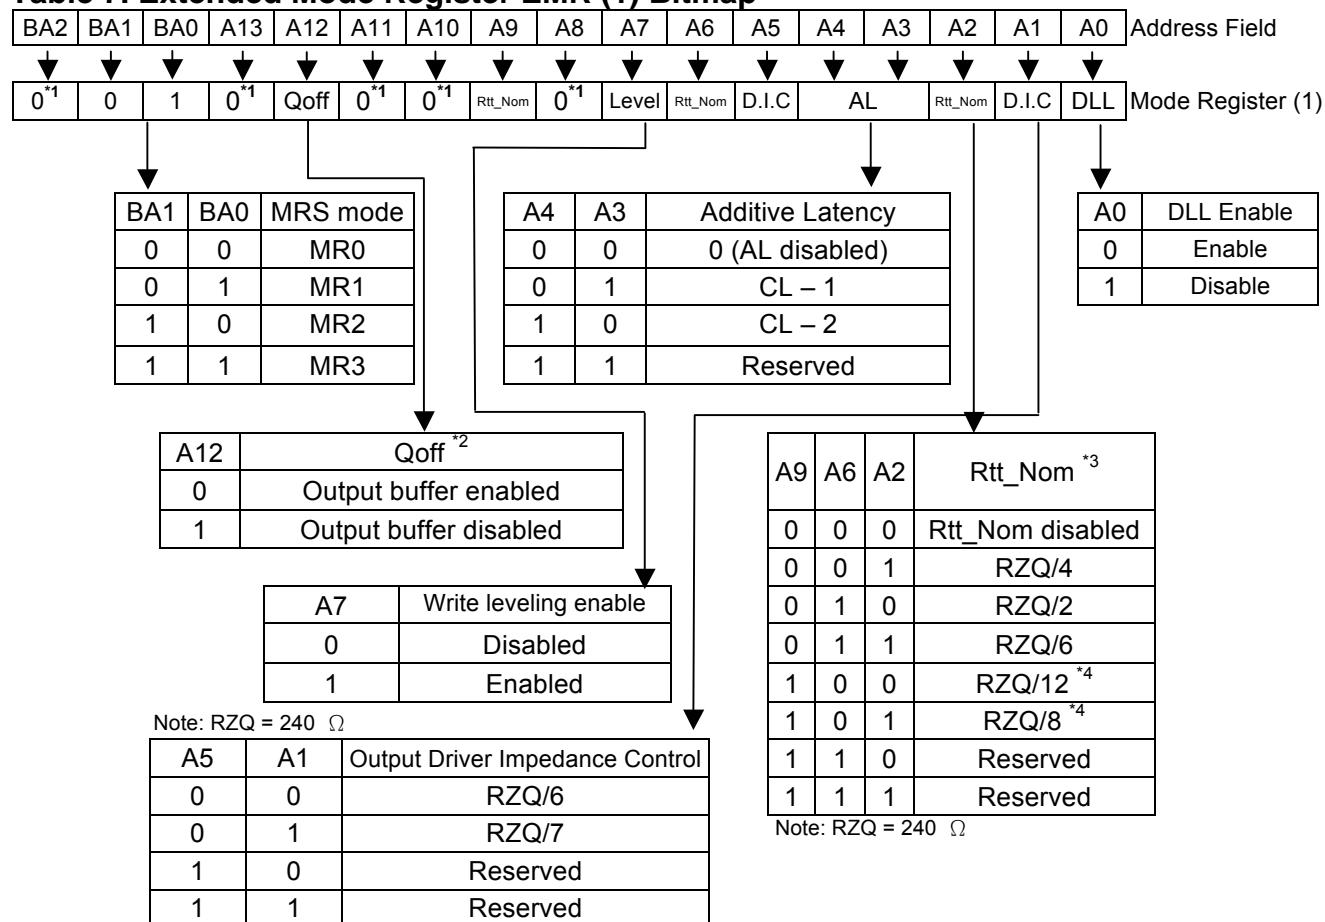 Table 7. Extended Mode Register EMR (1) Bitmap
BA2 BA1 BA0 A13 A12 A11 A10 A9 A8 A7 A6 A5 A4 A3 A2 A1 A0 Address Field
0*1 0 1 0*1 Qoff 0*1 0*1 Rtt_Nom 0*1 Level Rtt_Nom D.I.C AL Rtt_Nom D.I.C DLL Mode Register (1)
BA1 BA0 MRS mode
0 0 MR0
0 1 MR1
1 0 MR2
1 1 MR3
A4 A3 Additive Latency
0 0 0 (AL disabled)
0 1 CL – 1
1 0 CL – 2
1 1 Reserved
A0 DLL Enable
0 Enable
1 Disable
A12 Qoff *2
0 Output buffer enabled
1 Output buffer disabled
A9 A6 A2 Rtt_Nom *3
0 0 0 Rtt_Nom disabled
0 0 1 RZQ/4
0 1 0 RZQ/2
0 1 1 RZQ/6
1 0 0 RZQ/12 *4
1 0 1 RZQ/8 *4
1 1 0 Reserved
1 1 1 Reserved
Note: RZQ = 240 Ω
A7 Write leveling enable
0 Disabled
1 Enabled
Note: RZQ = 240 Ω
A5 A1 Output Driver Impedance Control
0 0 RZQ/6
0 1 RZQ/7
1 0 Reserved
1 1 Reserved